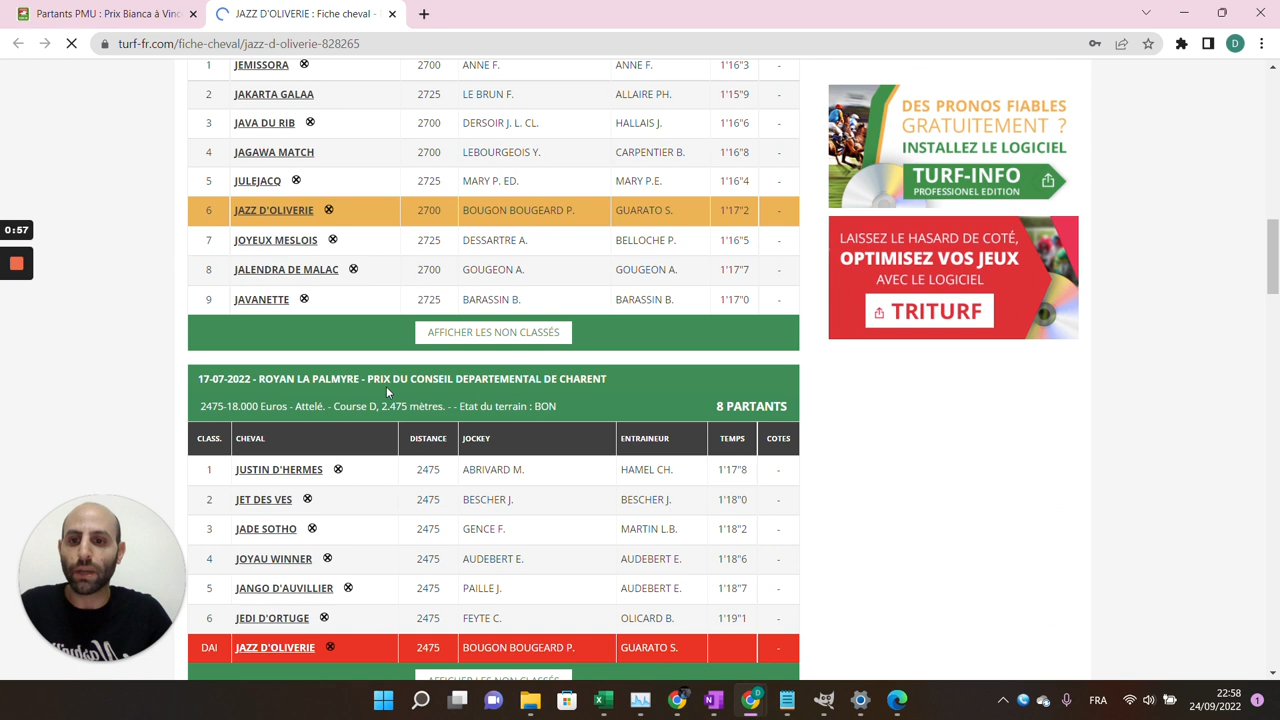 Partants PMU : Prix Bianca à Vinc
JAZZ D'OLIVERIE : Fiche cheval -
turf-fr.com/fiche-cheval/jazz-d-oliverie-828265
D
1 JEMISSORA 2700 ANNE F. ANNE F. 1'16"3 -
2 JAKARTA GALAA 2725 LE BRUN F. ALLAIRE PH. 1'15"9 -
3 JAVA DU RIB 2700 DERSOIR J. L. CL. HALLAIS J. 1'16"6 -
4 JAGAWA MATCH 2700 LEBOURGEOIS Y. CARPENTIER B. 1'16"8 -
5 JULEJACQ 2725 MARY P. ED. MARY P.E. 1'16"4 -
6 JAZZ D'OLIVERIE 2700 BOUGON BOUGEARD P. GUARATO S. 1'17"2 -
7 JOYEUX MESLOIS 2725 DESSARTRE A. BELLOCHE P. 1'16"5 -
8 JALENDRA DE MALAC 2700 GOUGEON A. GOUGEON A. 1'17"7 -
9 JAVANETTE 2725 BARASSIN B. BARASSIN B. 1'17"0 -
AFFICHER LES NON CLASSÉS
17-07-2022 - ROYAN LA PALMYRE - PRIX DU CONSEIL DEPARTEMENTAL DE CHARENT
2475-18.000 Euros - Attelé. - Course D, 2.475 mètres. - - Etat du terrain : BON 8 PARTANTS
CLASS. CHEVAL DISTANCE JOCKEY ENTRAINEUR TEMPS COTES
1 JUSTIN D'HERMES 2475 ABRIVARD M. HAMEL CH. 1'17"8 -
2 JET DES VES 2475 BESCHER J. BESCHER J. 1'18"0 -
3 JADE SOTHO 2475 GENCE F. MARTIN L.B. 1'18"2 -
4 JOYAU WINNER 2475 AUDEBERT E. AUDEBERT E. 1'18"6 -
5 JANGO D'AUVILLIER 2475 PAILLE J. AUDEBERT E. 1'18"7 -
6 JEDI D'ORTUGE 2475 FEYTE C. OLICARD B. 1'19"1 -
DAI JAZZ D'OLIVERIE 2475 BOUGON BOUGEARD P. GUARATO S. -
AFFICHER LES NON CLASSÉS
DES PRONOS FIABLES
GRATUITEMENT ?
INSTALLEZ LE LOGICIEL
TURF-INFO
PROFESSIONEL EDITION
LAISSEZ LE HASARD DE COTÉ,
OPTIMISEZ VOS JEUX
AVEC LE LOGICIEL
TRITURF
0:57
FRA
22:58
24/09/2022
1